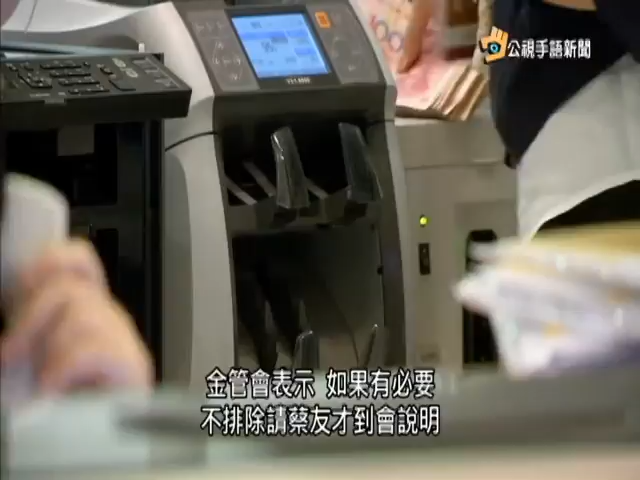 公視手語新聞
金管會表示 如果有必要
不排除請蔡友才到會說明